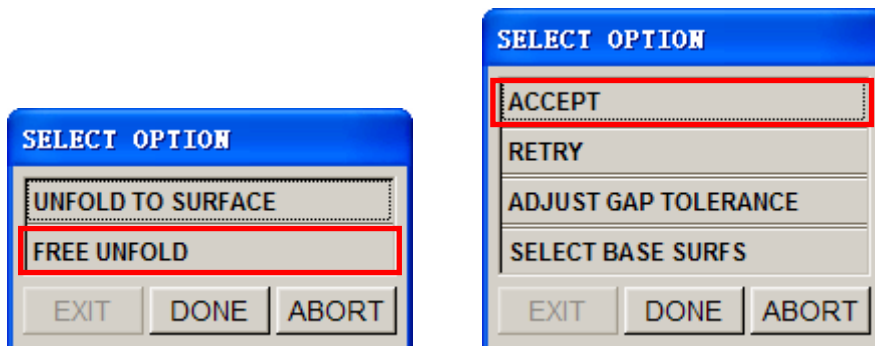 SELECT OPTION
UNFOLD TO SURFACE
FREE UNFOLD
EXIT DONE ABORT
SELECT OPTION
ACCEPT
RETRY
ADJUST GAP TOLERANCE
SELECT BASE SURFS
EXIT DONE ABORT